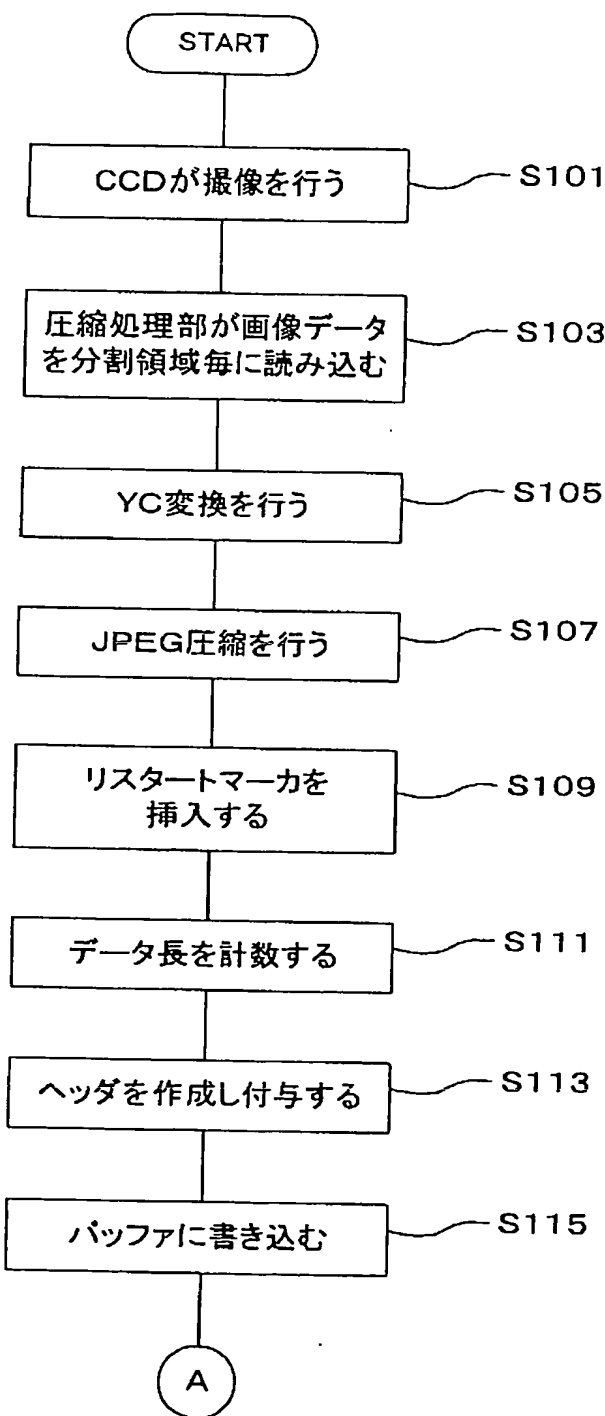 START
CCDが撮像を行う
S101
圧縮処理部が画像データ
を分割領域毎に読み込む
S103
YC変換を行う
S105
JPEG圧縮を行う
S107
リスタートマーカを
挿入する
S109
データ長を計数する
S111
ヘッダを作成し付与する
S113
バッファに書き込む
S115
A